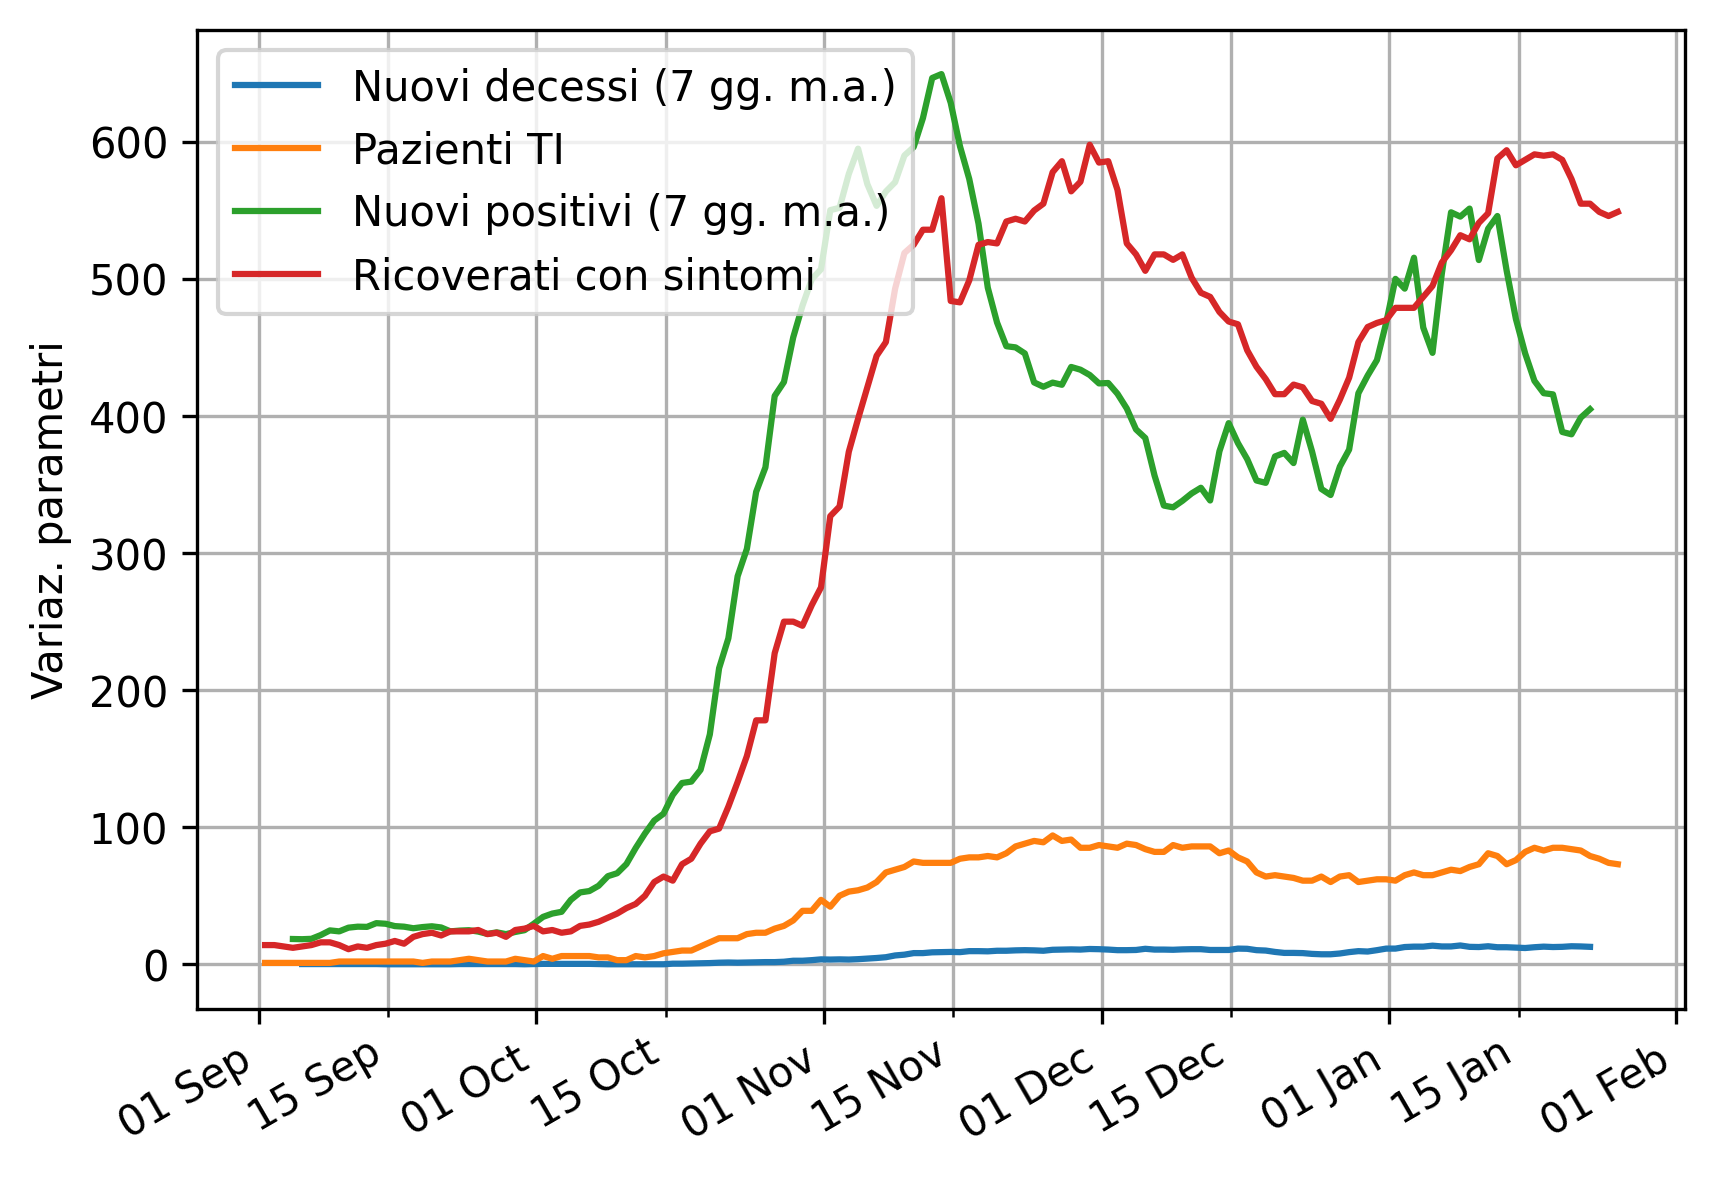 Nuovi decessi (7 gg. m.a.)
Pazienti TI
Nuovi positivi (7 gg. m.a.)
Ricoverati con sintomi
Variaz. parametri
600
500
400
300
200
100
0
01 Sep
15 Sep
01 Oct
15 Oct
01 Nov
15 Nov
01 Dec
15 Dec
01 Jan
15 Jan
01 Feb